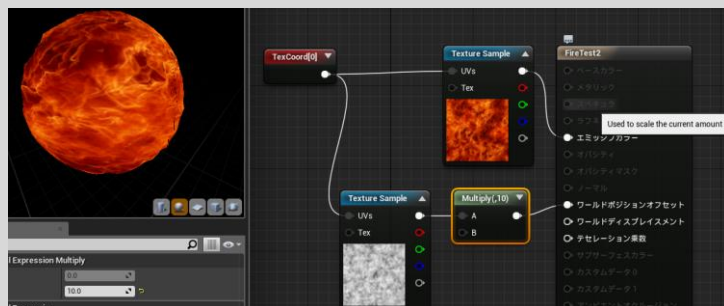 TexCoord[0]
Texture Sample
UVs
Tex
FireTest2
ベースカラー
メタリック
スペキュラ
Used to scale the current amount
エミッシブカラー
オパシティ
オパシティマスク
ノーマル
ワールドポジションオフセット
ワールドディスプレイスメント
テセレーション乗数
サブサーフェスカラー
カスタムデータ 0
カスタムデータ 1
Texture Sample
UVs
Tex
Multiply(,10)
A
B
l Expression Multiply
0.0
10.0